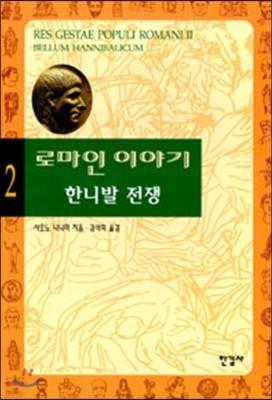 RES GESTAE POPULI ROMANI II
BELLUM HANNIBALICUM
2
로마인 이야기
한니발 전쟁
시오노 나나미 지음·김석희 옮김
한길사